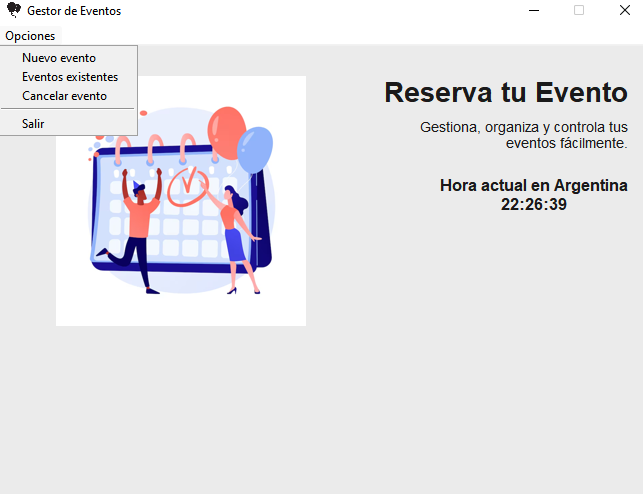 Gestor de Eventos
Opciones
Nuevo evento
Eventos existentes
Cancelar evento
Salir
Reserva tu Evento
Gestiona, organiza y controla tus
eventos fácilmente.
Hora actual en Argentina
22:26:39